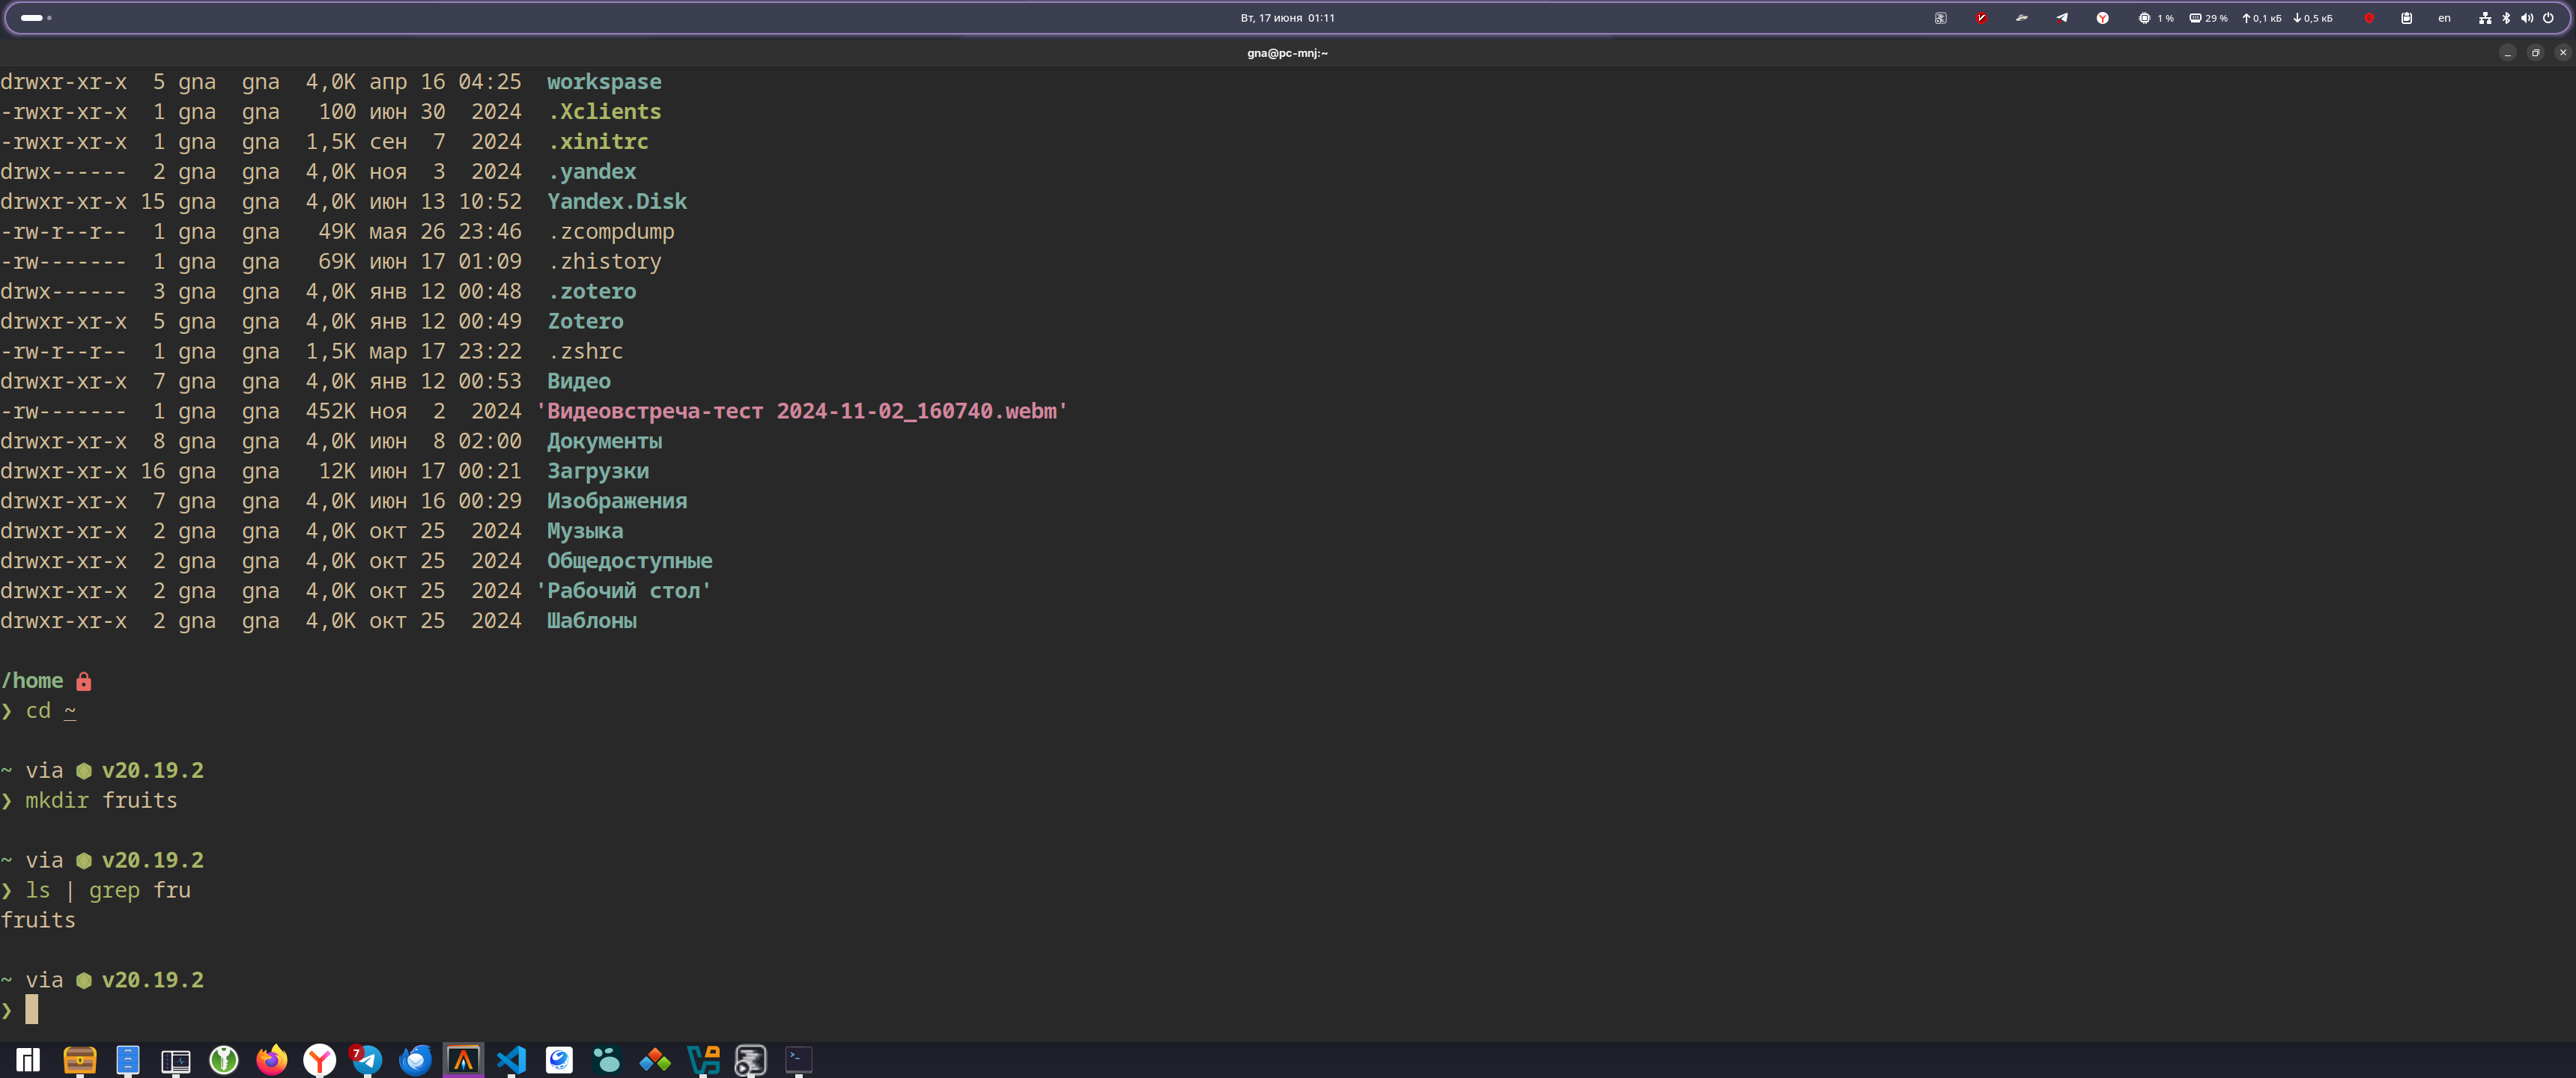 Вт, 17 июня 01:11
1 % 29 % 0,1 кБ 0,5 кБ en
gna@pc-mnj:~
drwxr-xr-x 5 gna gna 4,0K апр 16 04:25 workspase
-rwxr-xr-x 1 gna gna 100 июн 30 2024 .Xclients
-rwxr-xr-x 1 gna gna 1,5K сен 7 2024 .xinitrc
drwx------ 2 gna gna 4,0K ноя 3 2024 .yandex
drwxr-xr-x 15 gna gna 4,0K июн 13 10:52 Yandex.Disk
-rw-r--r-- 1 gna gna 49K мая 26 23:46 .zcompdump
-rw------- 1 gna gna 69K июн 17 01:09 .zhistory
drwx------ 3 gna gna 4,0K янв 12 00:48 .zotero
drwxr-xr-x 5 gna gna 4,0K янв 12 00:49 Zotero
-rw-r--r-- 1 gna gna 1,5K мар 17 23:22 .zshrc
drwxr-xr-x 7 gna gna 4,0K янв 12 00:53 Видео
-rw------- 1 gna gna 452K ноя 2 2024 'Видеовстреча-тест 2024-11-02_160740.webm'
drwxr-xr-x 8 gna gna 4,0K июн 8 02:00 Документы
drwxr-xr-x 16 gna gna 12K июн 17 00:21 Загрузки
drwxr-xr-x 7 gna gna 4,0K июн 16 00:29 Изображения
drwxr-xr-x 2 gna gna 4,0K окт 25 2024 Музыка
drwxr-xr-x 2 gna gna 4,0K окт 25 2024 Общедоступные
drwxr-xr-x 2 gna gna 4,0K окт 25 2024 'Рабочий стол'
drwxr-xr-x 2 gna gna 4,0K окт 25 2024 Шаблоны
/home
❯ cd ~
~ via v20.19.2
❯ mkdir fruits
~ via v20.19.2
❯ ls | grep fru
fruits
~ via v20.19.2
❯
7